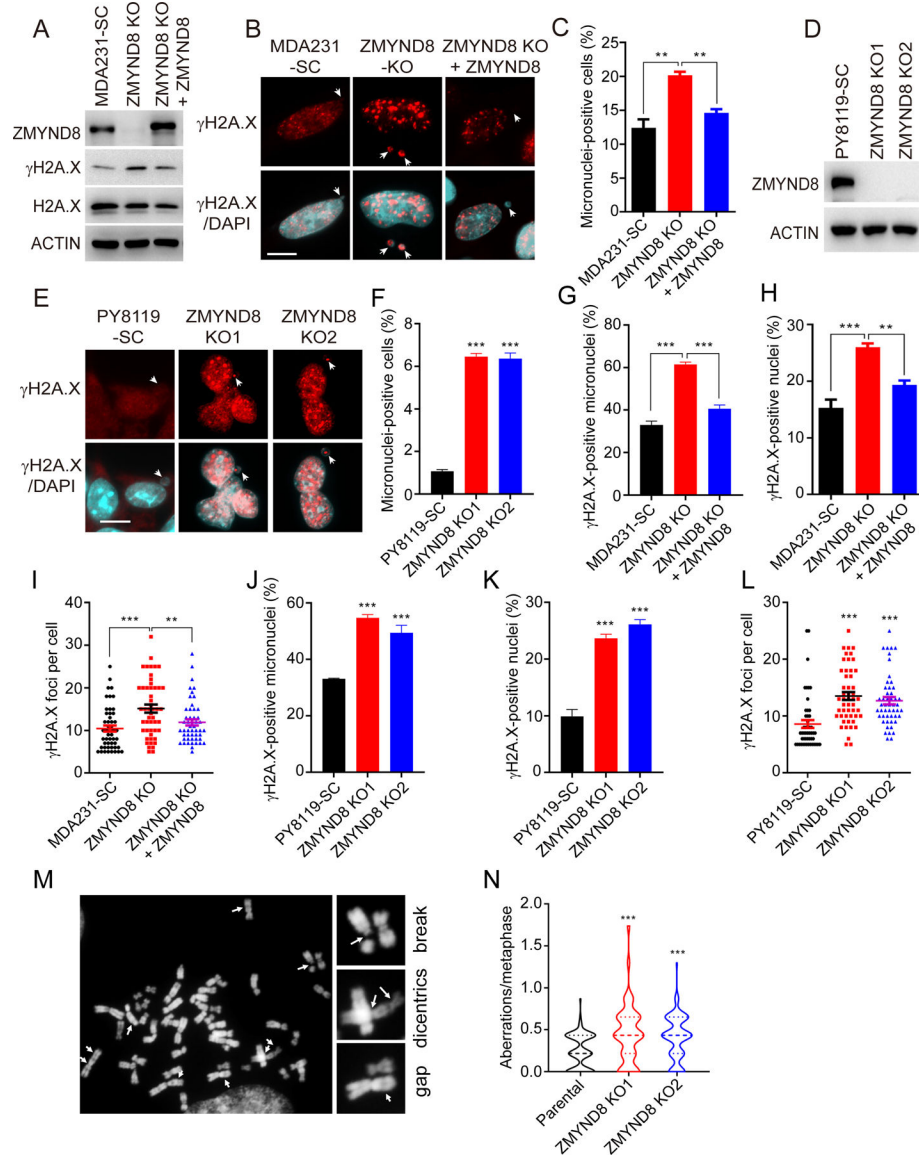 A
MDA231-SC
ZMYND8 KO
ZMYND8 KO
+ ZMYND8
ZMYND8
γH2A.X
H2A.X
ACTIN
B
MDA231
-SC
ZMYND8
-KO
ZMYND8 KO
+ ZMYND8
γH2A.X
γH2A.X
/DAPI
C
Micronuclei-positive cells (%)
25
20
15
10
5
0
**
**
MDA231-SC
ZMYND8 KO
ZMYND8 KO
+ ZMYND8
D
PY8119-SC
ZMYND8 KO1
ZMYND8 KO2
ZMYND8
ACTIN
E
PY8119
-SC
ZMYND8
KO1
ZMYND8
KO2
γH2A.X
γH2A.X
/DAPI
F
Micronuclei-positive cells (%)
8
6
4
2
0
***
***
PY8119-SC
ZMYND8 KO1
ZMYND8 KO2
G
γH2A.X-positive micronuclei (%)
90
60
30
0
***
***
MDA231-SC
ZMYND8 KO
ZMYND8 KO
+ ZMYND8
H
γH2A.X-positive nuclei (%)
30
20
10
0
***
**
MDA231-SC
ZMYND8 KO
ZMYND8 KO
+ ZMYND8
I
γH2A.X foci per cell
40
30
20
10
0
***
**
MDA231-SC
ZMYND8 KO
ZMYND8 KO
+ ZMYND8
J
γH2A.X-positive micronuclei (%)
60
40
20
0
***
***
PY8119-SC
ZMYND8 KO1
ZMYND8 KO2
K
γH2A.X-positive nuclei (%)
30
20
10
0
***
***
PY8119-SC
ZMYND8 KO1
ZMYND8 KO2
L
γH2A.X foci per cell
30
20
10
0
***
***
PY8119-SC
ZMYND8 KO1
ZMYND8 KO2
M
break
dicentrics
gap
N
Aberrations/metaphase
2.0
1.5
1.0
0.5
0.0
***
***
Parental
ZMYND8 KO1
ZMYND8 KO2